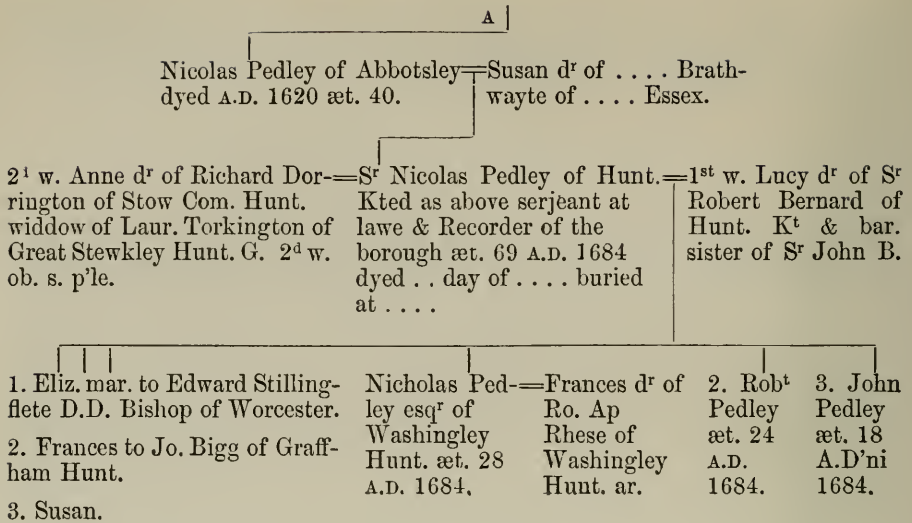 A
Nicolas Pedley of Abbotsley
dyed A.D. 1620 æt. 40.
Susan dʳ of . . . . Brath-
wayte of . . . . Essex.
2ᵈ w. Anne dʳ of Richard Dor-
rington of Stow Com. Hunt.
widdow of Laur. Torkington of
Great Stewkley Hunt. G. 2ᵈ w.
ob. s. p'le.
Sʳ Nicolas Pedley of Hunt.
Kted as above serjeant at
lawe & Recorder of the
borough æt. 69 A.D. 1684
dyed . . day of . . . . buried
at . . . .
1ˢᵗ w. Lucy dʳ of Sʳ
Robert Bernard of
Hunt. Kᵗ & bar.
sister of Sʳ John B.
1. Eliz. mar. to Edward Stilling-
flete D.D. Bishop of Worcester.
2. Frances to Jo. Bigg of Graff-
ham Hunt.
3. Susan.
Nicholas Ped-
ley esqʳ of
Washingley
Hunt. æt. 28
A.D. 1684.
Frances dʳ of
Ro. Ap
Rhese of
Washingley
Hunt. ar.
2. Robᵗ
Pedley
æt. 24
A.D.
1684.
3. John
Pedley
æt. 18
A.D'ni
1684.